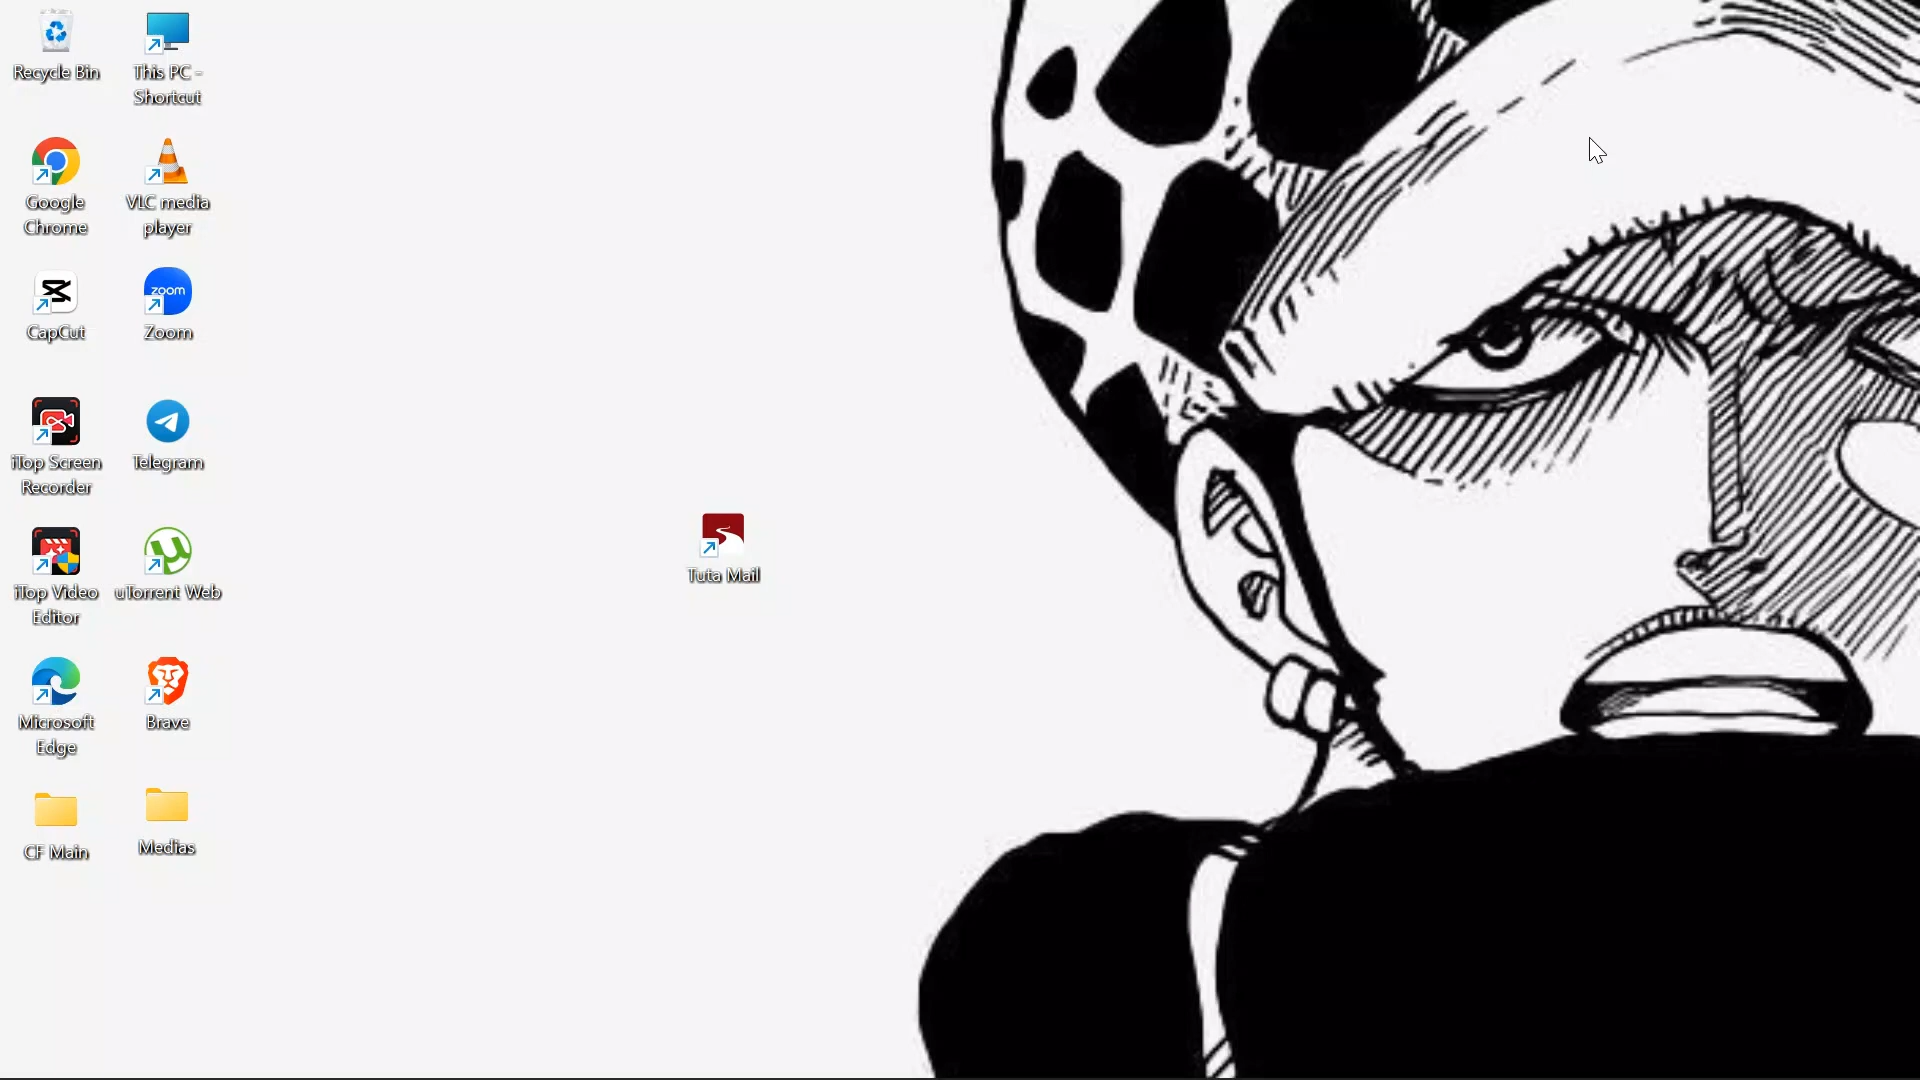 Recycle Bin
This PC -
Shortcut
Google
Chrome
VLC media
player
CapCut
zoom
Zoom
iTop Screen
Recorder
Telegram
iTop Video
Editor
uTorrent Web
Microsoft
Edge
Brave
CF Main
Medias
Tuta Mail